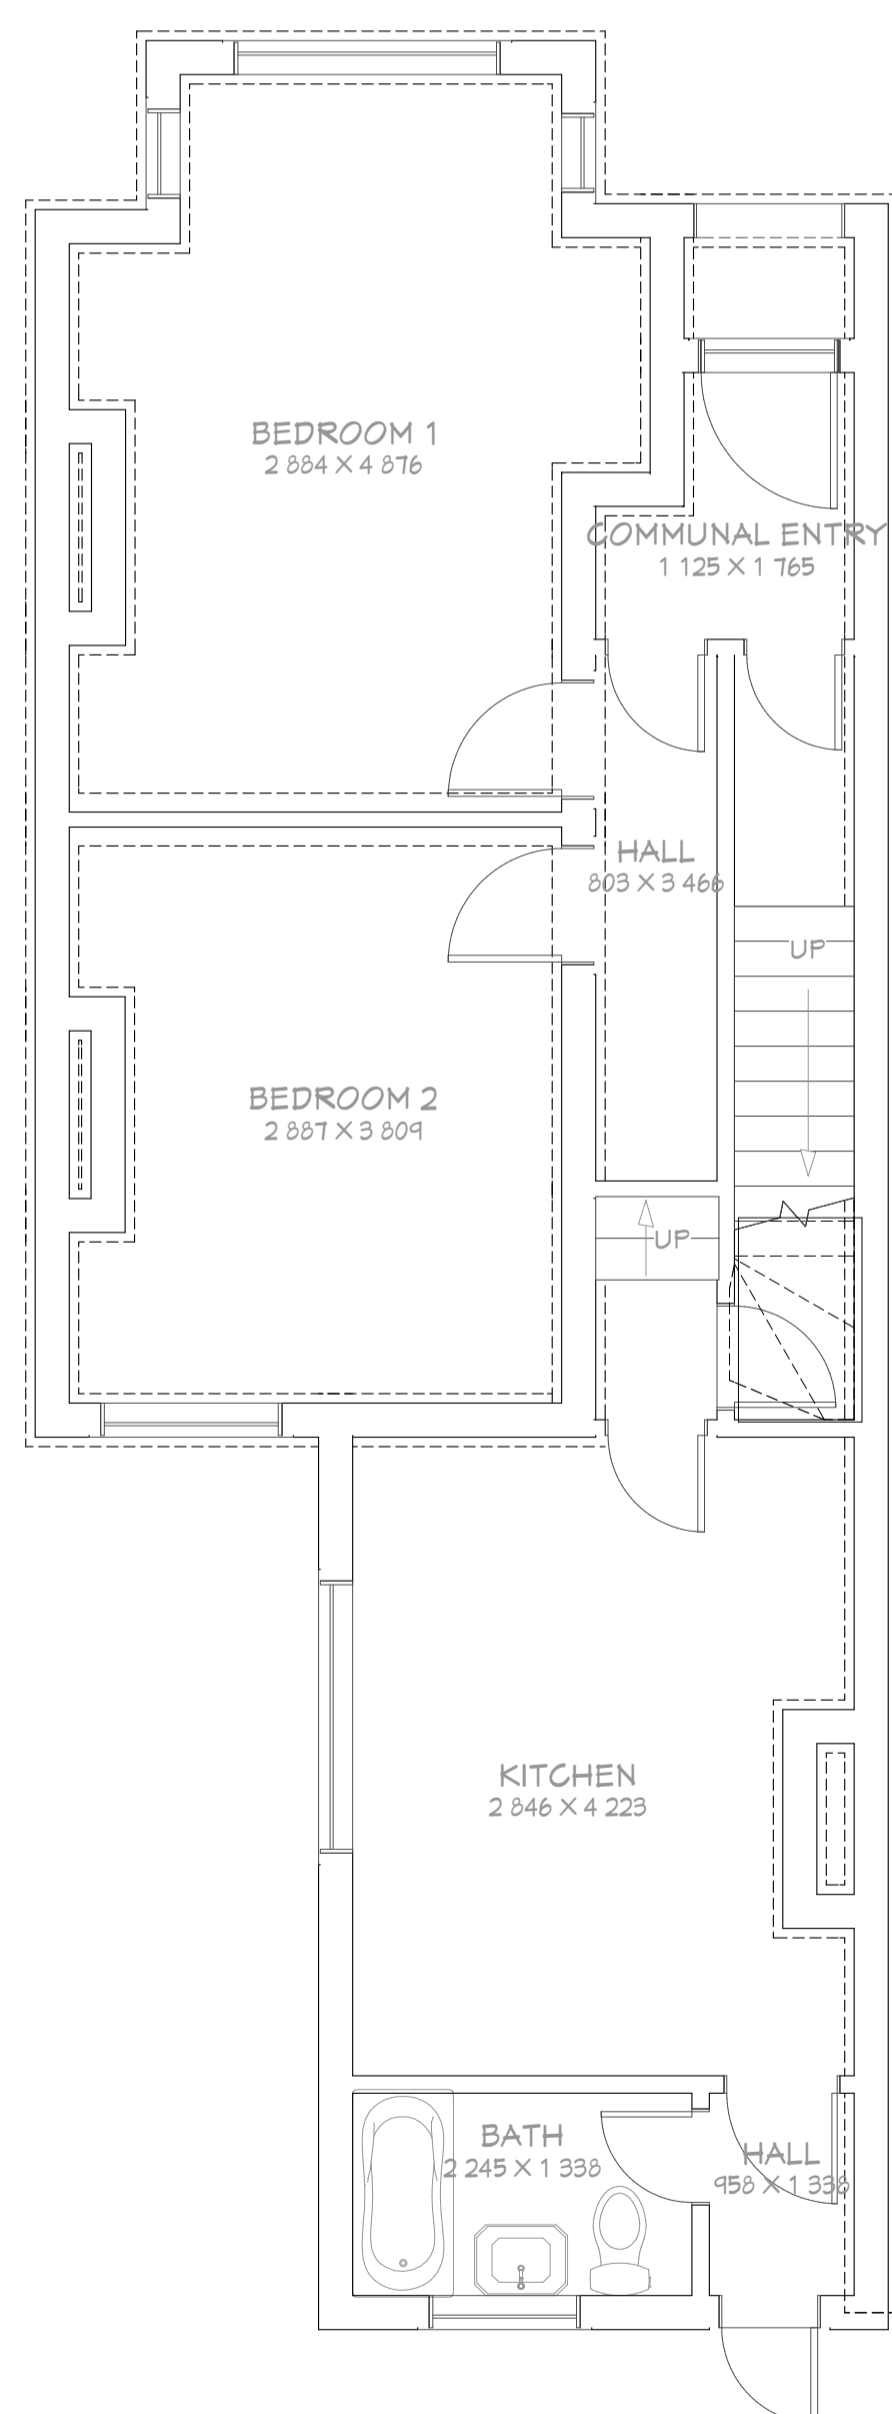 BEDROOM 1
2 884 X 4 876
COMMUNAL ENTRY
1 125 X 1 765
HALL
803 X 3 466
UP
BEDROOM 2
2 887 X 3 809
UP
KITCHEN
2 846 X 4 223
BATH
2 245 X 1 338
HALL
958 X 1 338